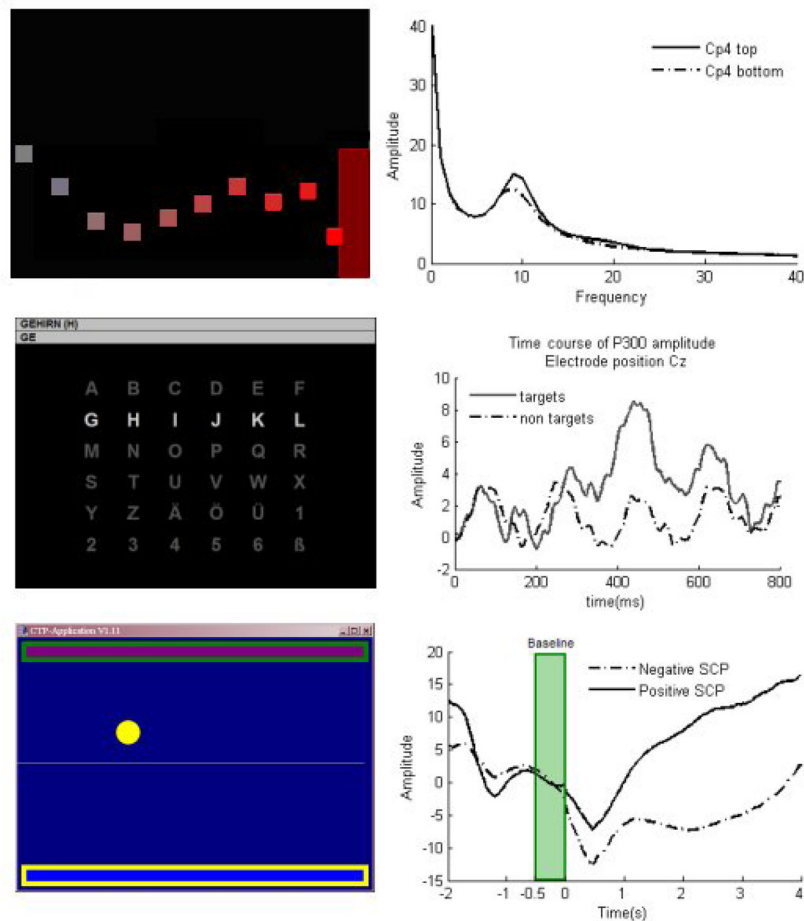 40
30
20
10
0
Amplitude
Cp4 top
Cp4 bottom
0 10 20 30 40
Frequency
GEHIRN (H)
GE
A B C D E F
G H I J K L
M N O P Q R
S T U V W X
Y Z Ä Ö Ü 1
2 3 4 5 6 ß
Time course of P300 amplitude
Electrode position Cz
10
8
6
4
2
0
-2
Amplitude
targets
non targets
0 200 400 600 800
time(ms)
CTP-Application V1.11
Baseline
20
15
10
5
0
-5
-10
-15
Amplitude
Negative SCP
Positive SCP
-2 -1 -0.5 0 1 2 3 4
Time(s)